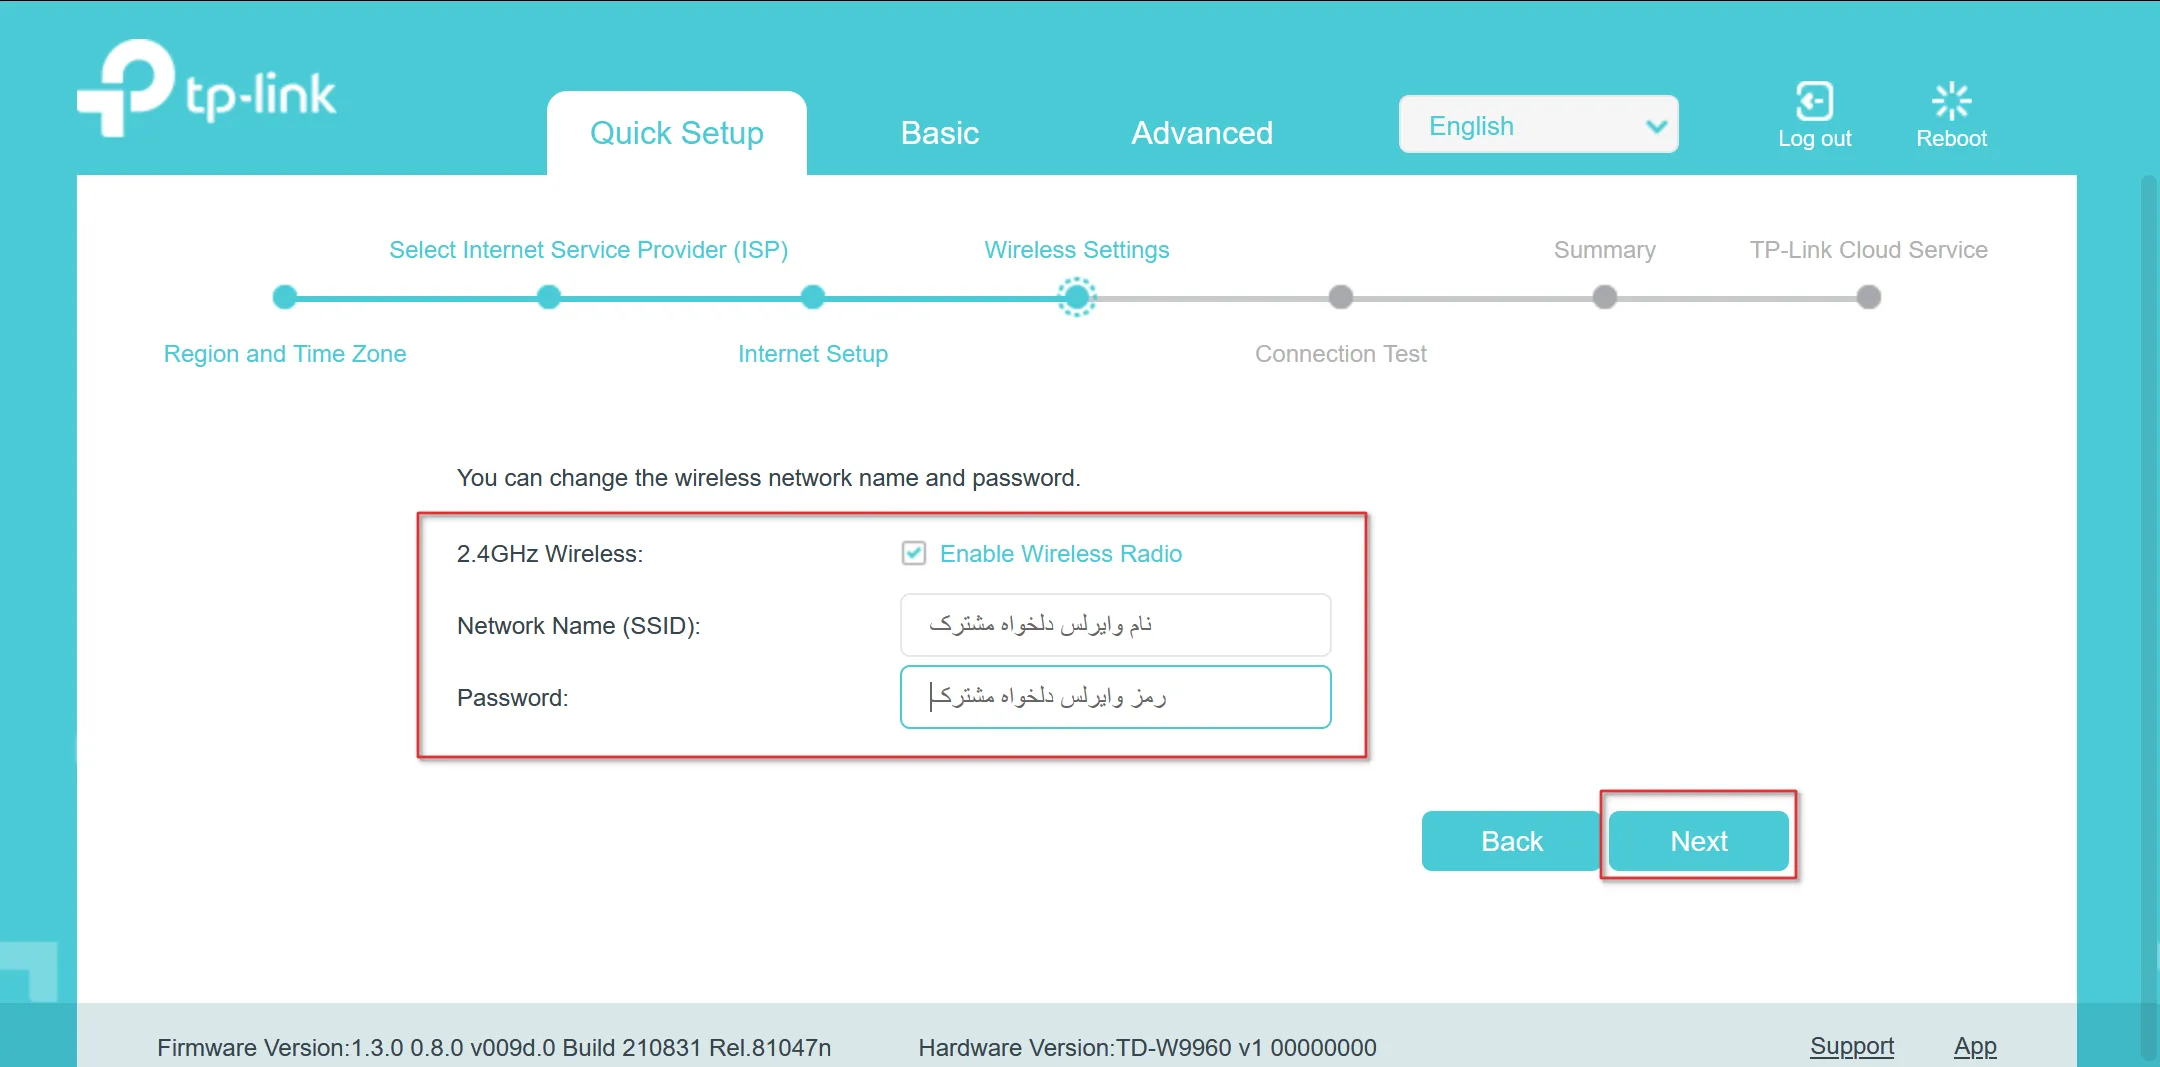 tp-link
Quick Setup
Basic
Advanced
English
Log out
Reboot
Select Internet Service Provider (ISP)
Wireless Settings
Summary
TP-Link Cloud Service
Region and Time Zone
Internet Setup
Connection Test
You can change the wireless network name and password.
2.4GHz Wireless:
Enable Wireless Radio
Network Name (SSID):
نام وایرلس دلخواه مشترک
Password:
رمز وایرلس دلخواه مشترک
Back
Next
Firmware Version:1.3.0 0.8.0 v009d.0 Build 210831 Rel.81047n
Hardware Version:TD-W9960 v1 00000000
Support
App